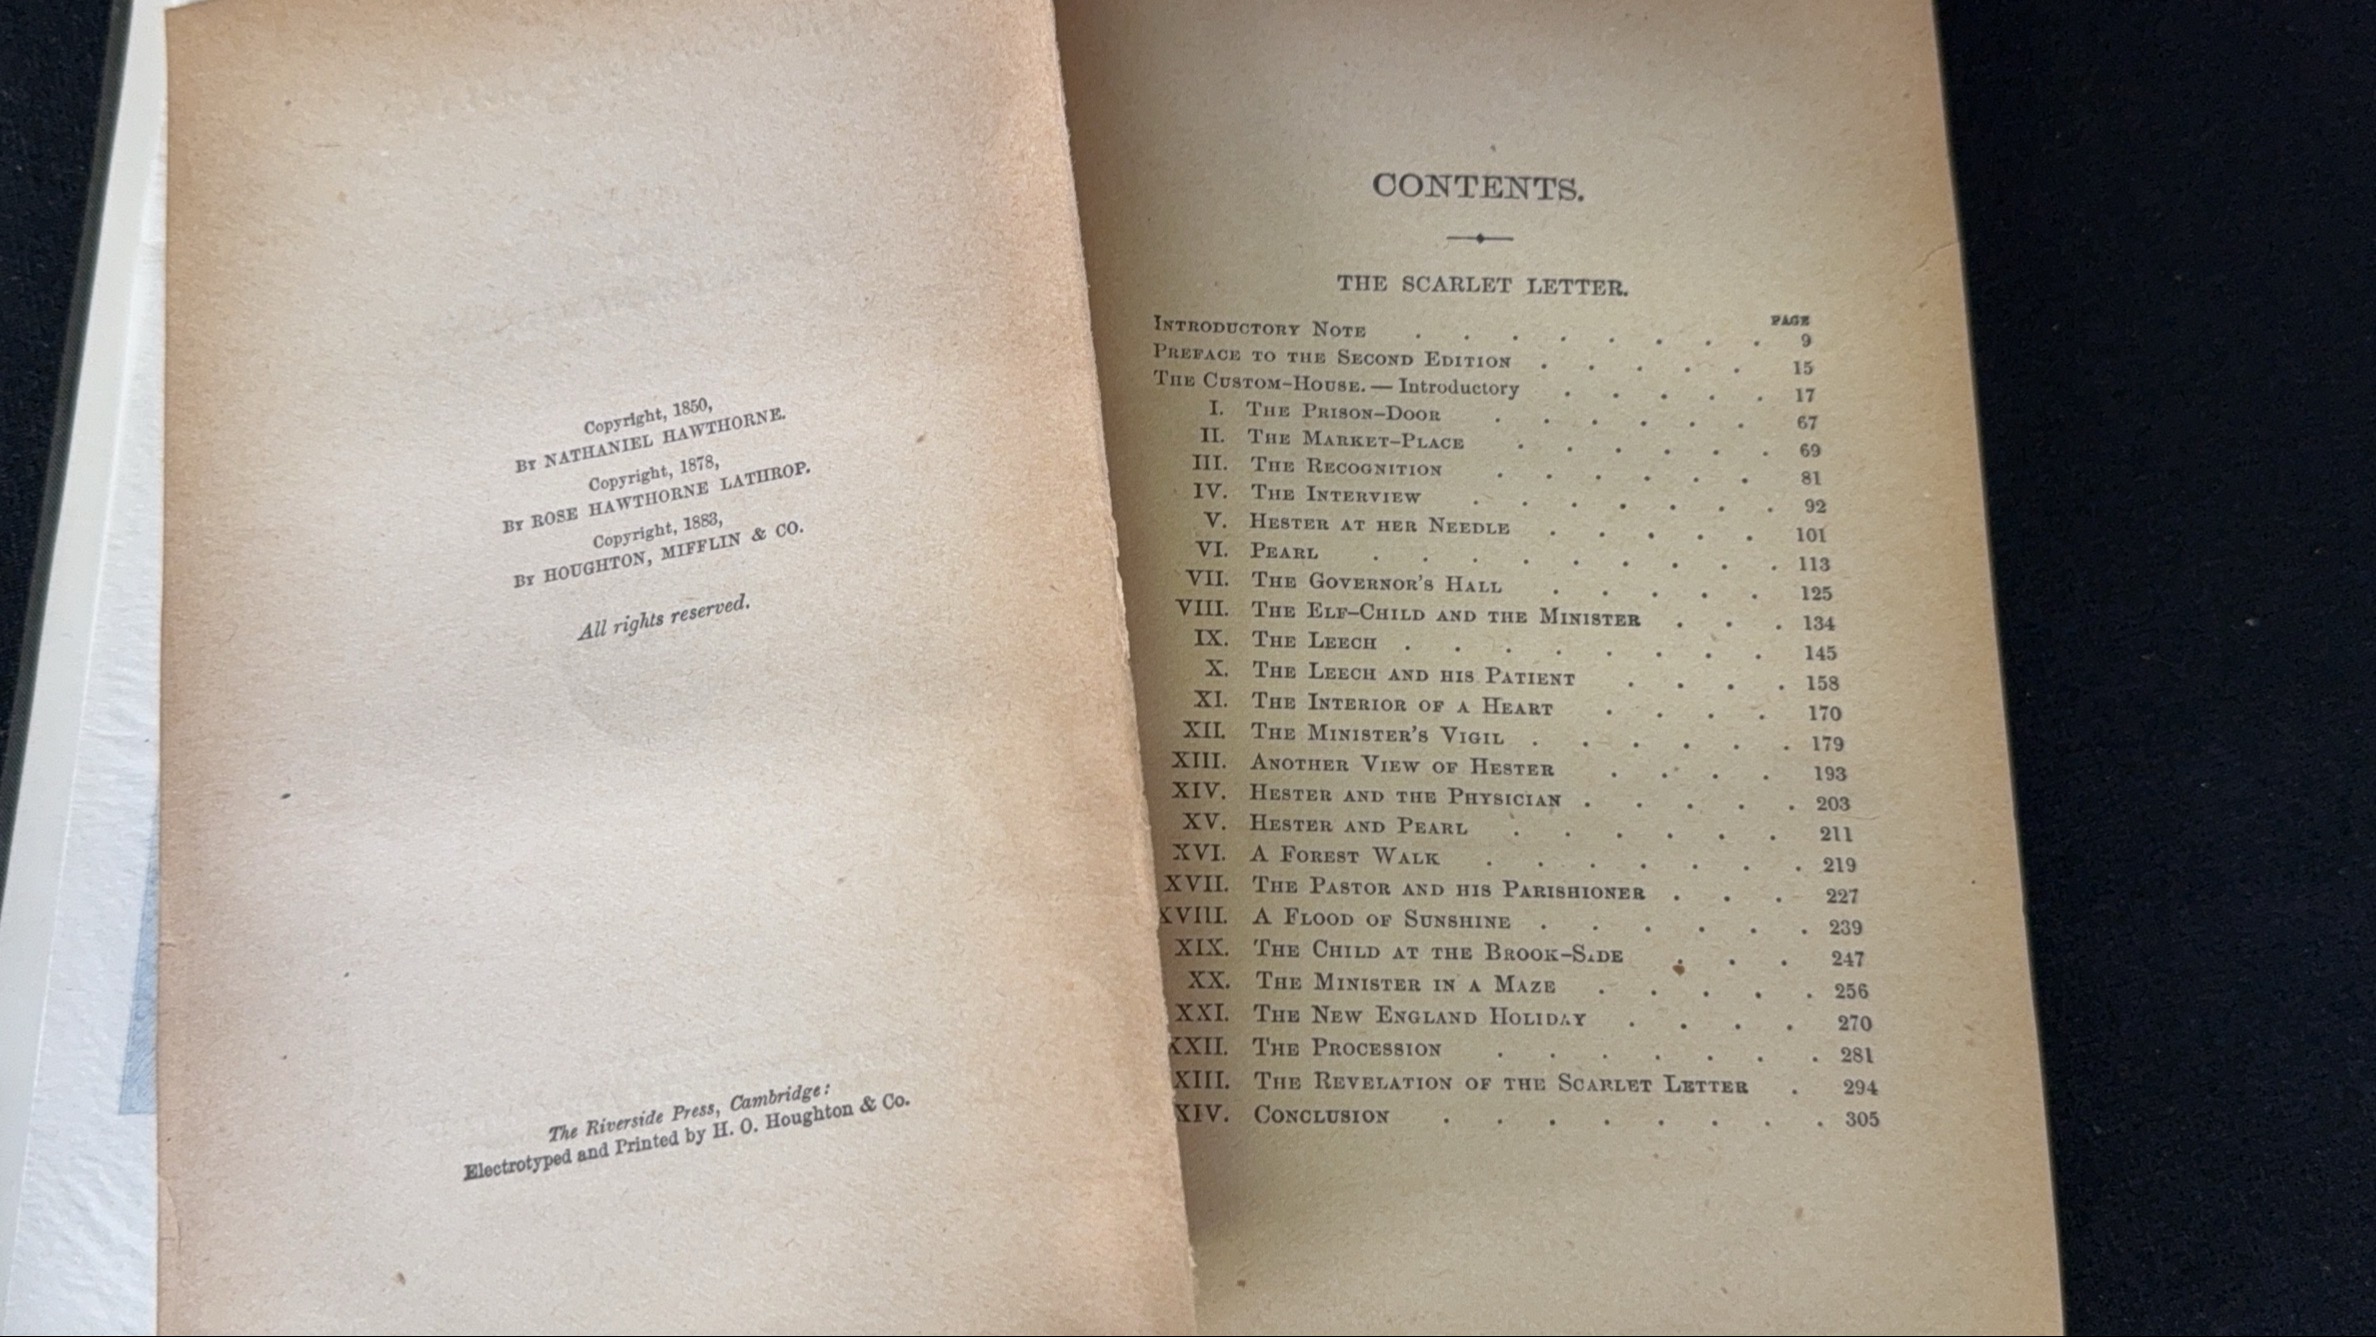 Copyright, 1850,
By NATHANIEL HAWTHORNE.
Copyright, 1878,
By ROSE HAWTHORNE LATHROP.
Copyright, 1883,
By HOUGHTON, MIFFLIN & CO.
All rights reserved.
The Riverside Press, Cambridge:
Electrotyped and Printed by H. O. Houghton & Co.
CONTENTS.
THE SCARLET LETTER.
PAGE
Introductory Note . . . . . . . . 9
Preface to the Second Edition . . . . . 15
The Custom-House. — Introductory . . . . . 17
I. The Prison-Door . . . . . . 67
II. The Market-Place . . . . . . 69
III. The Recognition . . . . . . 81
IV. The Interview . . . . . . . 92
V. Hester at her Needle . . . . . 101
VI. Pearl . . . . . . . . . 113
VII. The Governor's Hall . . . . . 125
VIII. The Elf-Child and the Minister . . . 134
IX. The Leech . . . . . . . . 145
X. The Leech and his Patient . . . . 158
XI. The Interior of a Heart . . . . 170
XII. The Minister's Vigil . . . . . . 179
XIII. Another View of Hester . . . . 193
XIV. Hester and the Physician . . . . . 203
XV. Hester and Pearl . . . . . . 211
XVI. A Forest Walk . . . . . . . 219
XVII. The Pastor and his Parishioner . . . 227
XVIII. A Flood of Sunshine . . . . . . 239
XIX. The Child at the Brook-Side . . . 247
XX. The Minister in a Maze . . . . . 256
XXI. The New England Holiday . . . . 270
XXII. The Procession . . . . . . . 281
XIII. The Revelation of the Scarlet Letter . 294
XIV. Conclusion . . . . . . . . 305